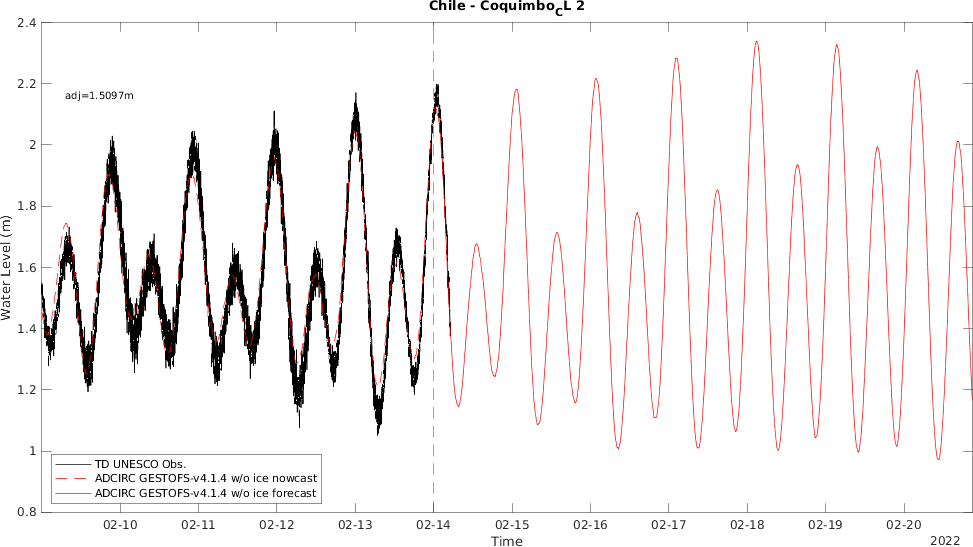 Chile - Coquimbo_CL 2
2.4
2.2
2
1.8
1.6
1.4
1.2
1
0.8
Water Level (m)
adj=1.5097m
TD UNESCO Obs.
ADCIRC GESTOFS-v4.1.4 w/o ice nowcast
ADCIRC GESTOFS-v4.1.4 w/o ice forecast
02-10 02-11 02-12 02-13 02-14 02-15 02-16 02-17 02-18 02-19 02-20
Time
2022